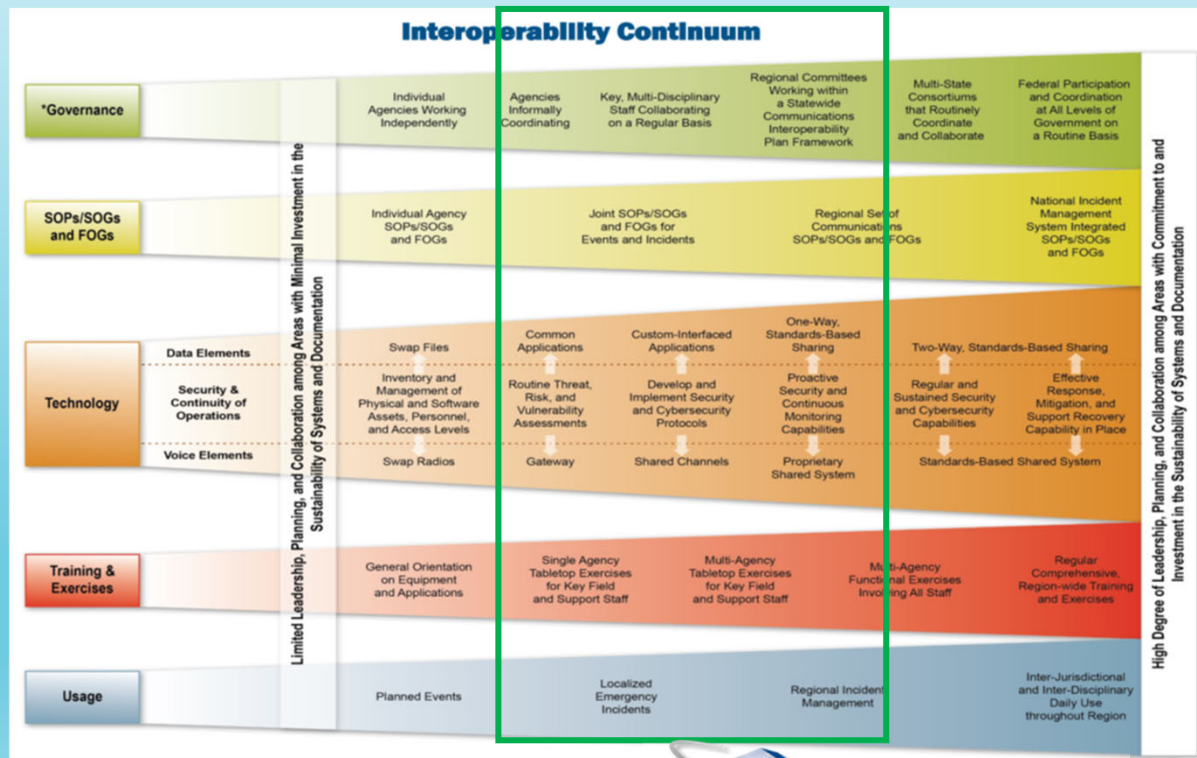 Interoperability Continuum
*Governance
Individual
Agencies Working
Independently
Agencies
Informally
Coordinating
Key, Multi-Disciplinary
Staff Collaborating
on a Regular Basis
Regional Committees
Working within
a Statewide
Communications
Interoperability
Plan Framework
Multi-State
Consortiums
that Routinely
Coordinate
and Collaborate
Federal Participation
and Coordination
at All Levels of
Government on
a Routine Basis
SOPs/SOGs
and FOGs
Individual Agency
SOPs/SOGs
and FOGs
Joint SOPs/SOGs
and FOGs for
Events and Incidents
Regional Set of
Communications
SOPs/SOGs and FOGs
National Incident
Management
System Integrated
SOPs/SOGs
and FOGs
Technology
Data Elements
Swap Files
Common
Applications
Custom-Interfaced
Applications
One-Way,
Standards-Based
Sharing
Two-Way, Standards-Based Sharing
Security &
Continuity of
Operations
Inventory and
Management of
Physical and Software
Assets, Personnel,
and Access Levels
Routine Threat,
Risk, and
Vulnerability
Assessments
Develop and
Implement Security
and Cybersecurity
Protocols
Proactive
Security and
Continuous
Monitoring
Capabilities
Regular and
Sustained Security
and Cybersecurity
Capabilities
Effective
Response,
Mitigation, and
Support Recovery
Capability in Place
Voice Elements
Swap Radios
Gateway
Shared Channels
Proprietary
Shared System
Standards-Based Shared System
Training &
Exercises
General Orientation
on Equipment
and Applications
Single Agency
Tabletop Exercises
for Key Field
and Support Staff
Multi-Agency
Tabletop Exercises
for Key Field
and Support Staff
Multi-Agency
Functional Exercises
Involving All Staff
Regular
Comprehensive,
Region-wide Training
and Exercises
Usage
Planned Events
Localized
Emergency
Incidents
Regional Incident
Management
Inter-Jurisdictional
and Inter-Disciplinary
Daily Use
throughout Region
Limited Leadership, Planning, and Collaboration among Areas with Minimal Investment in the
Sustainability of Systems and Documentation
High Degree of Leadership, Planning, and Collaboration among Areas with Commitment to and
Investment in the Sustainability of Systems and Documentation